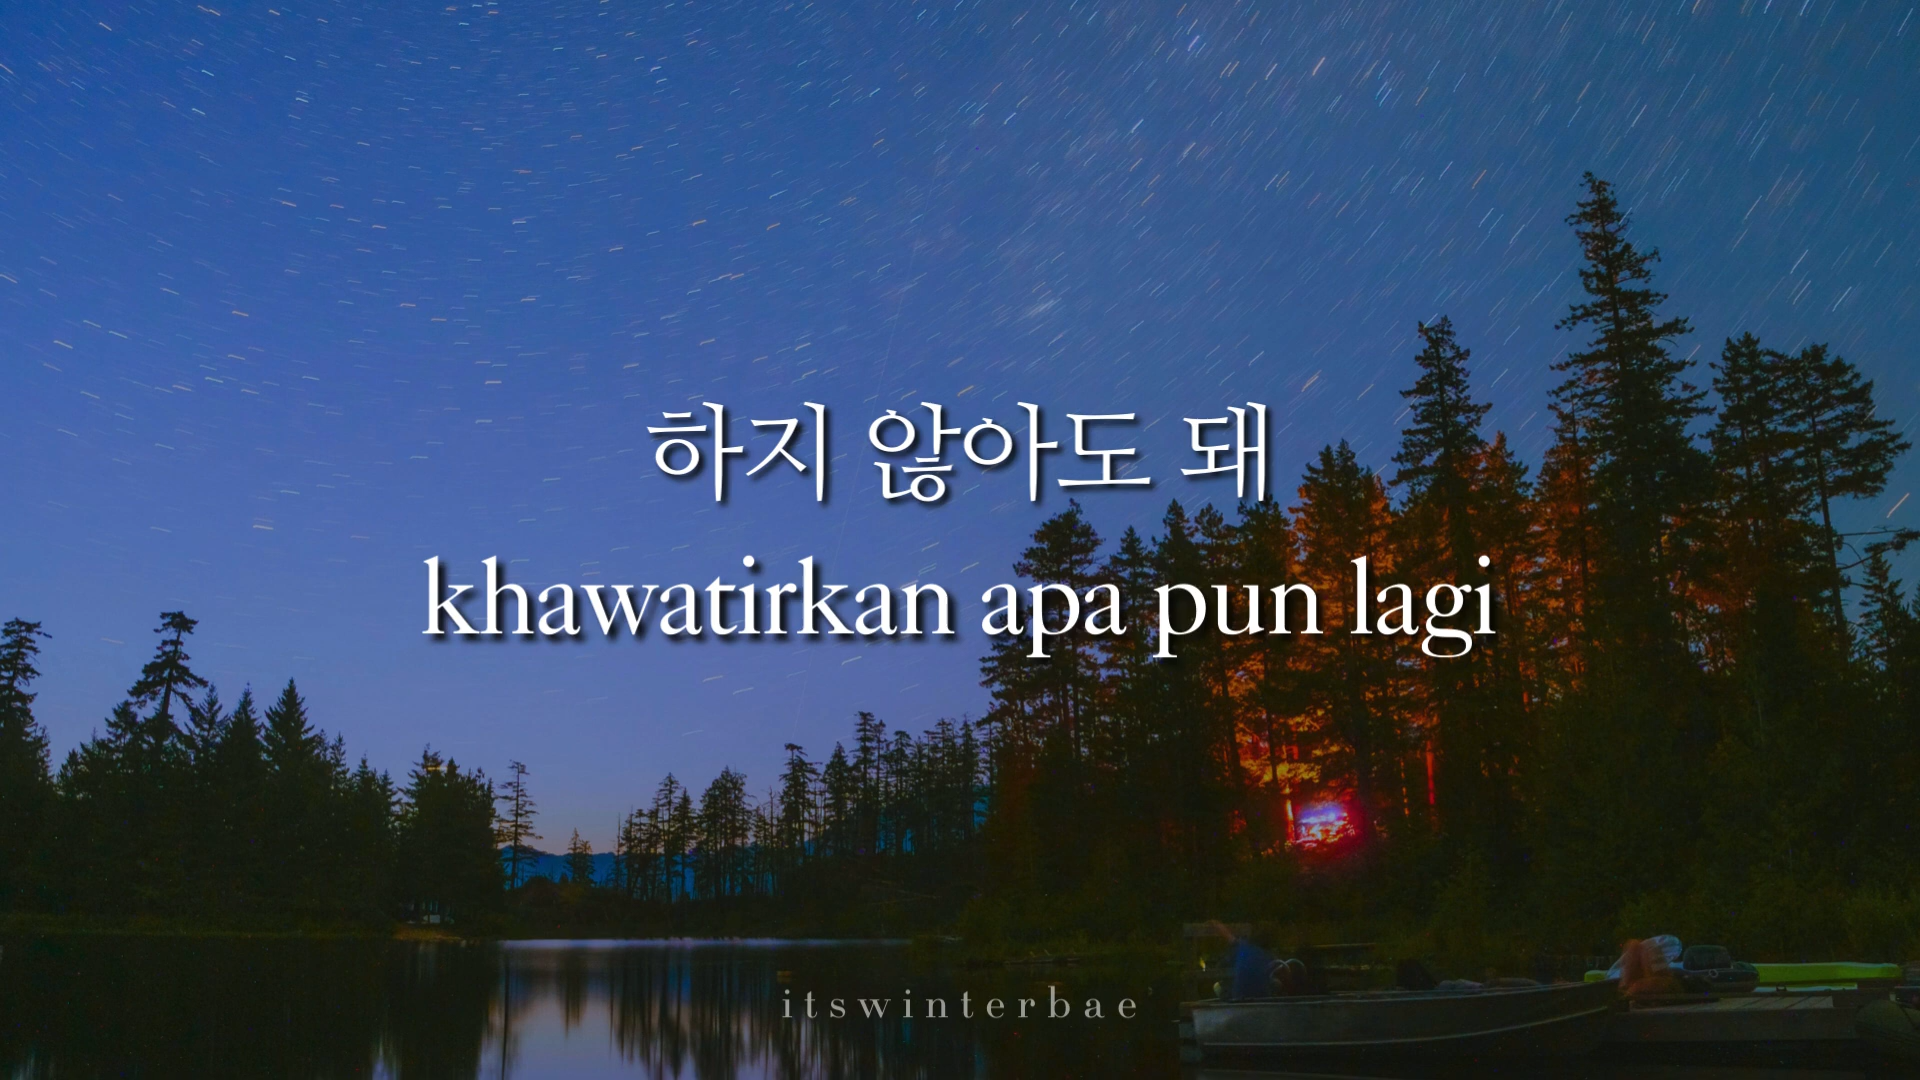 하지 않아도 돼
khawatirkan apa pun lagi
itswinterbae